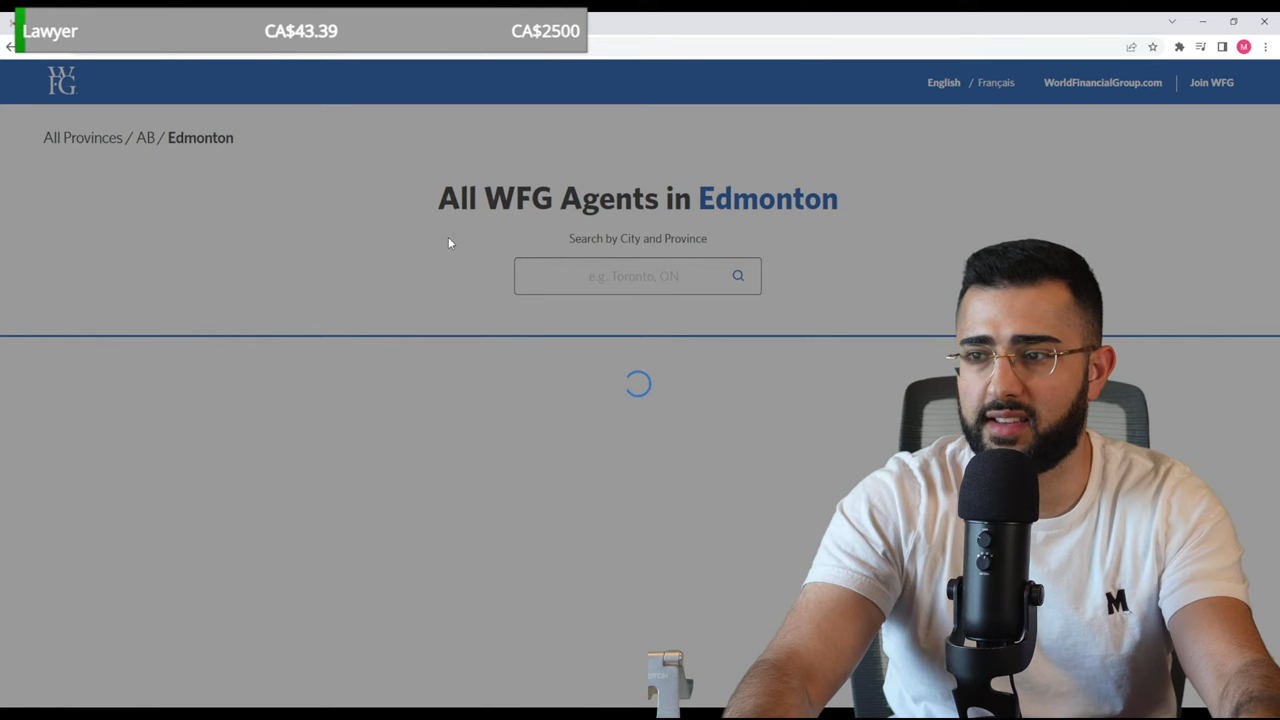 Lawyer CA$43.39 CA$2500
M
WFG English / Français WorldFinancialGroup.com Join WFG
All Provinces / AB / Edmonton
All WFG Agents in Edmonton
Search by City and Province
e.g. Toronto, ON
M